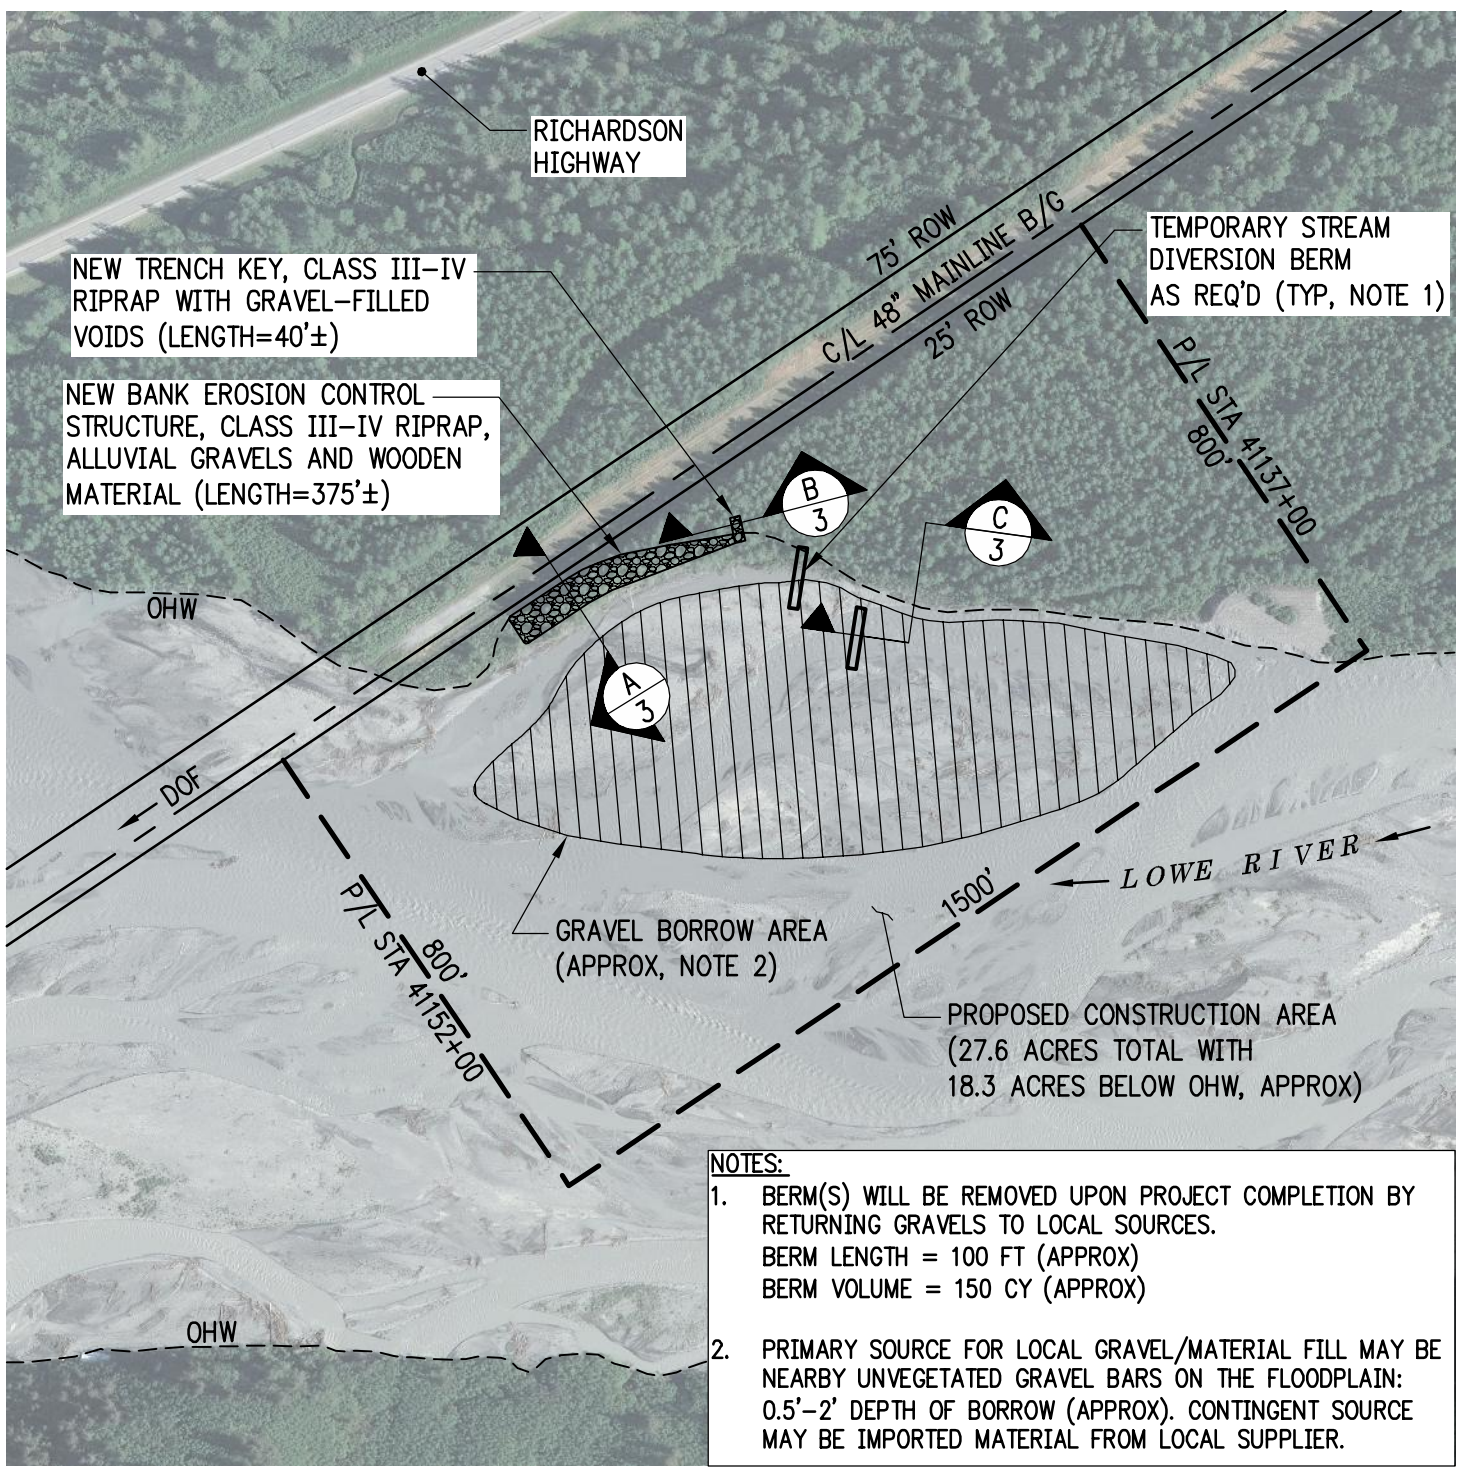 RICHARDSON
HIGHWAY
TEMPORARY STREAM
DIVERSION BERM
AS REQ'D (TYP, NOTE 1)
NEW TRENCH KEY, CLASS III-IV
RIPRAP WITH GRAVEL-FILLED
VOIDS (LENGTH=40'±)
75' ROW
C/L 48" MAINLINE B/G
25' ROW
NEW BANK EROSION CONTROL
STRUCTURE, CLASS III-IV RIPRAP,
ALLUVIAL GRAVELS AND WOODEN
MATERIAL (LENGTH=375'±)
P/L STA 41137+00
800'
B
3
C
3
OHW
A
3
DOF
LOWE RIVER
1500'
P/L STA 41152+00
800'
GRAVEL BORROW AREA
(APPROX, NOTE 2)
PROPOSED CONSTRUCTION AREA
(27.6 ACRES TOTAL WITH
18.3 ACRES BELOW OHW, APPROX)
OHW
NOTES:
1. BERM(S) WILL BE REMOVED UPON PROJECT COMPLETION BY
RETURNING GRAVELS TO LOCAL SOURCES.
BERM LENGTH = 100 FT (APPROX)
BERM VOLUME = 150 CY (APPROX)
2. PRIMARY SOURCE FOR LOCAL GRAVEL/MATERIAL FILL MAY BE
NEARBY UNVEGETATED GRAVEL BARS ON THE FLOODPLAIN:
0.5'-2' DEPTH OF BORROW (APPROX). CONTINGENT SOURCE
MAY BE IMPORTED MATERIAL FROM LOCAL SUPPLIER.